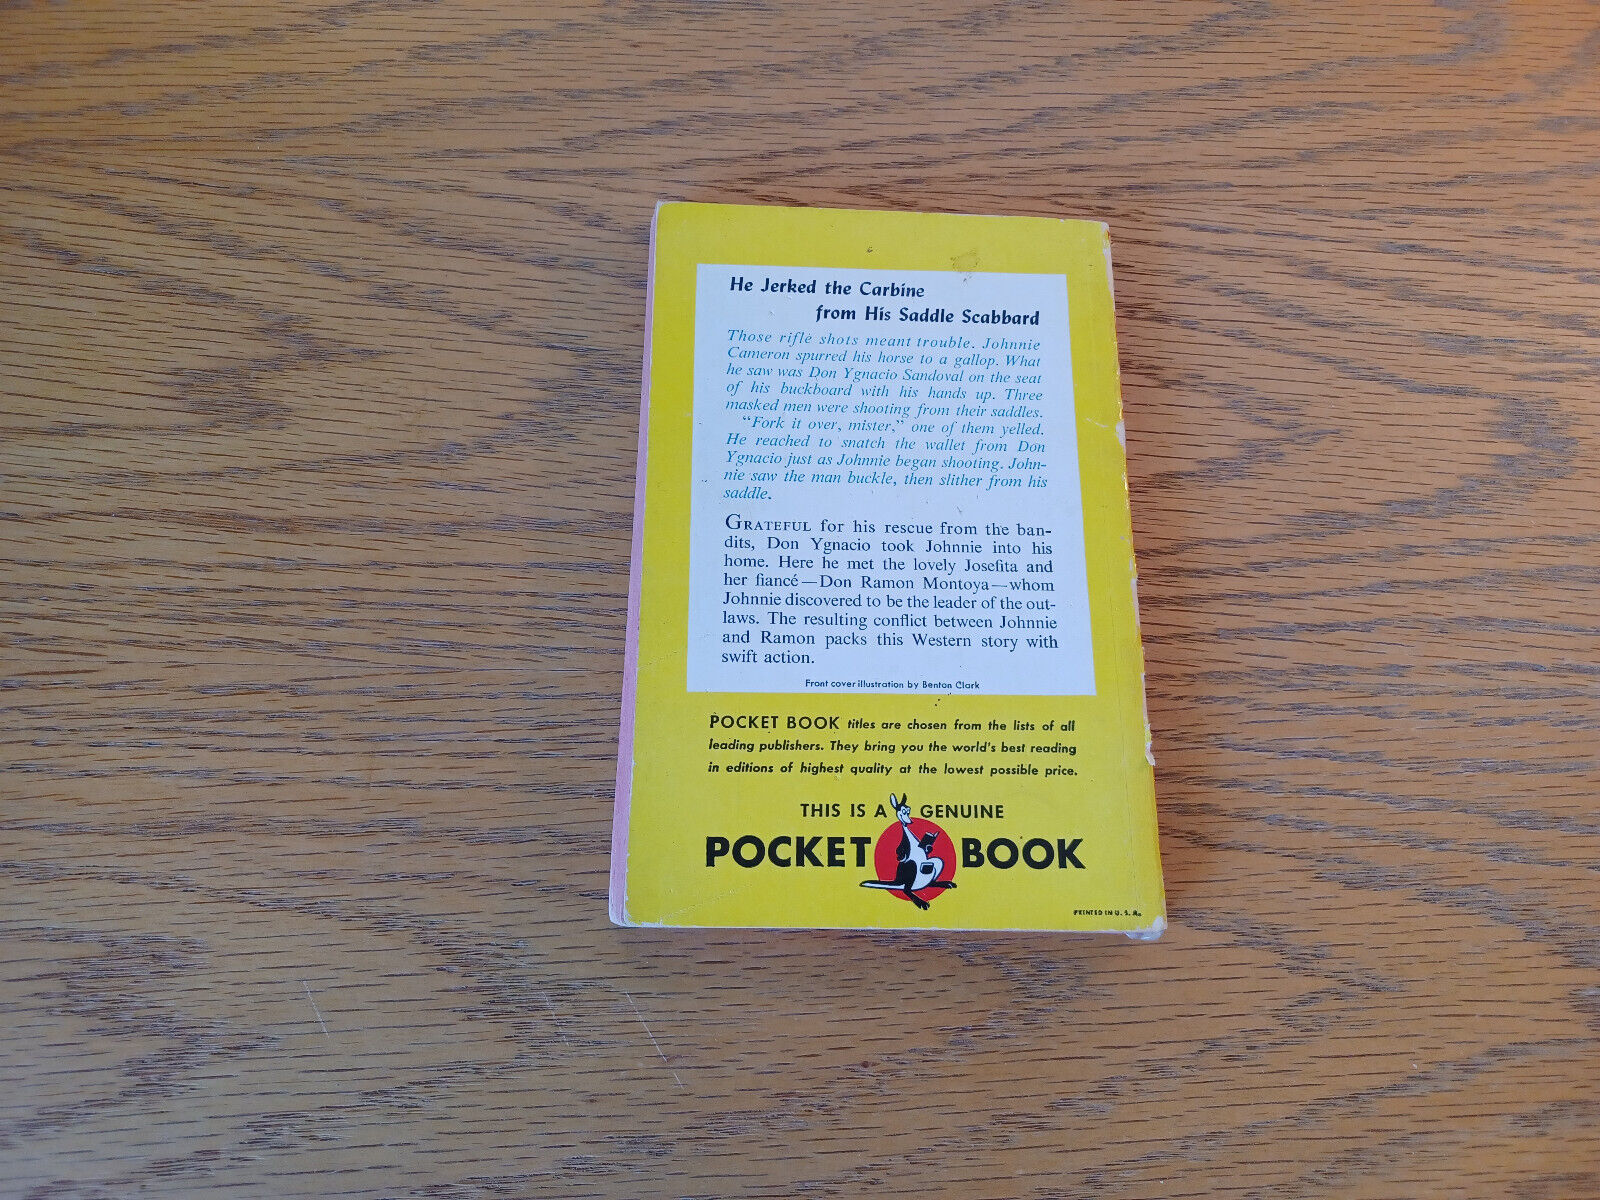 He Jerked the Carbine
from His Saddle Scabbard
Those rifle shots meant trouble. Johnnie
Cameron spurred his horse to a gallop. What
he saw was Don Ygnacio Sandoval on the seat
of his buckboard with his hands up. Three
masked men were shooting from their saddles.
"Fork it over, mister," one of them yelled.
He reached to snatch the wallet from Don
Ygnacio just as Johnnie began shooting. John-
nie saw the man buckle, then slither from his
saddle.
GRATEFUL for his rescue from the ban-
dits, Don Ygnacio took Johnnie into his
home. Here he met the lovely Josefita and
her fiancé—Don Ramon Montoya—whom
Johnnie discovered to be the leader of the out-
laws. The resulting conflict between Johnnie
and Ramon packs this Western story with
swift action.
Front cover illustration by Benton Clark
POCKET BOOK titles are chosen from the lists of all
leading publishers. They bring you the world's best reading
in editions of highest quality at the lowest possible price.
THIS IS A GENUINE
POCKET BOOK
PRINTED IN U. S. A.